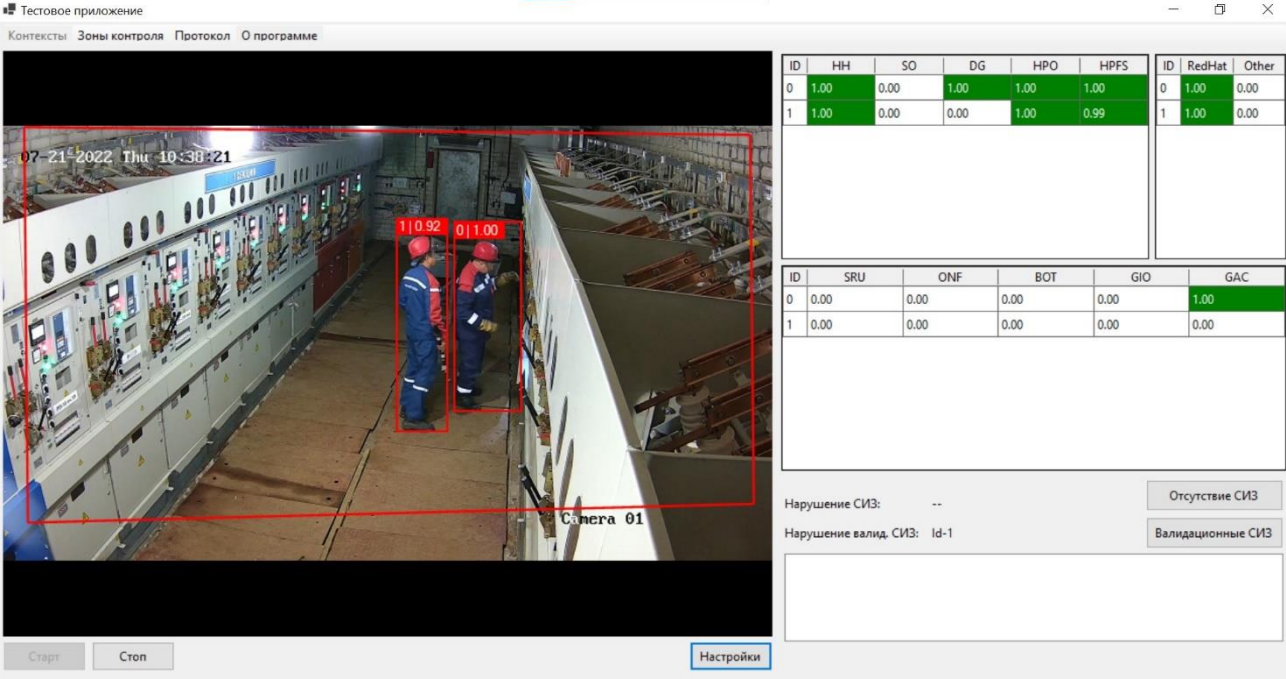 Тестовое приложение
Контексты Зоны контроля Протокол О программе
07-21-2022 Thu 10:38:21
1|0.92
0|1.00
Camera 01
Старт
Стоп
Настройки
ID HH SO DG HPO HPFS
0 1.00 0.00 1.00 1.00 1.00
1 1.00 0.00 0.00 1.00 0.99
ID RedHat Other
0 1.00 0.00
1 1.00 0.00
ID SRU ONF BOT GIO GAC
0 0.00 0.00 0.00 0.00 1.00
1 0.00 0.00 0.00 0.00 0.00
Нарушение СИЗ: --
Отсутствие СИЗ
Нарушение валид. СИЗ: Id-1
Валидационные СИЗ